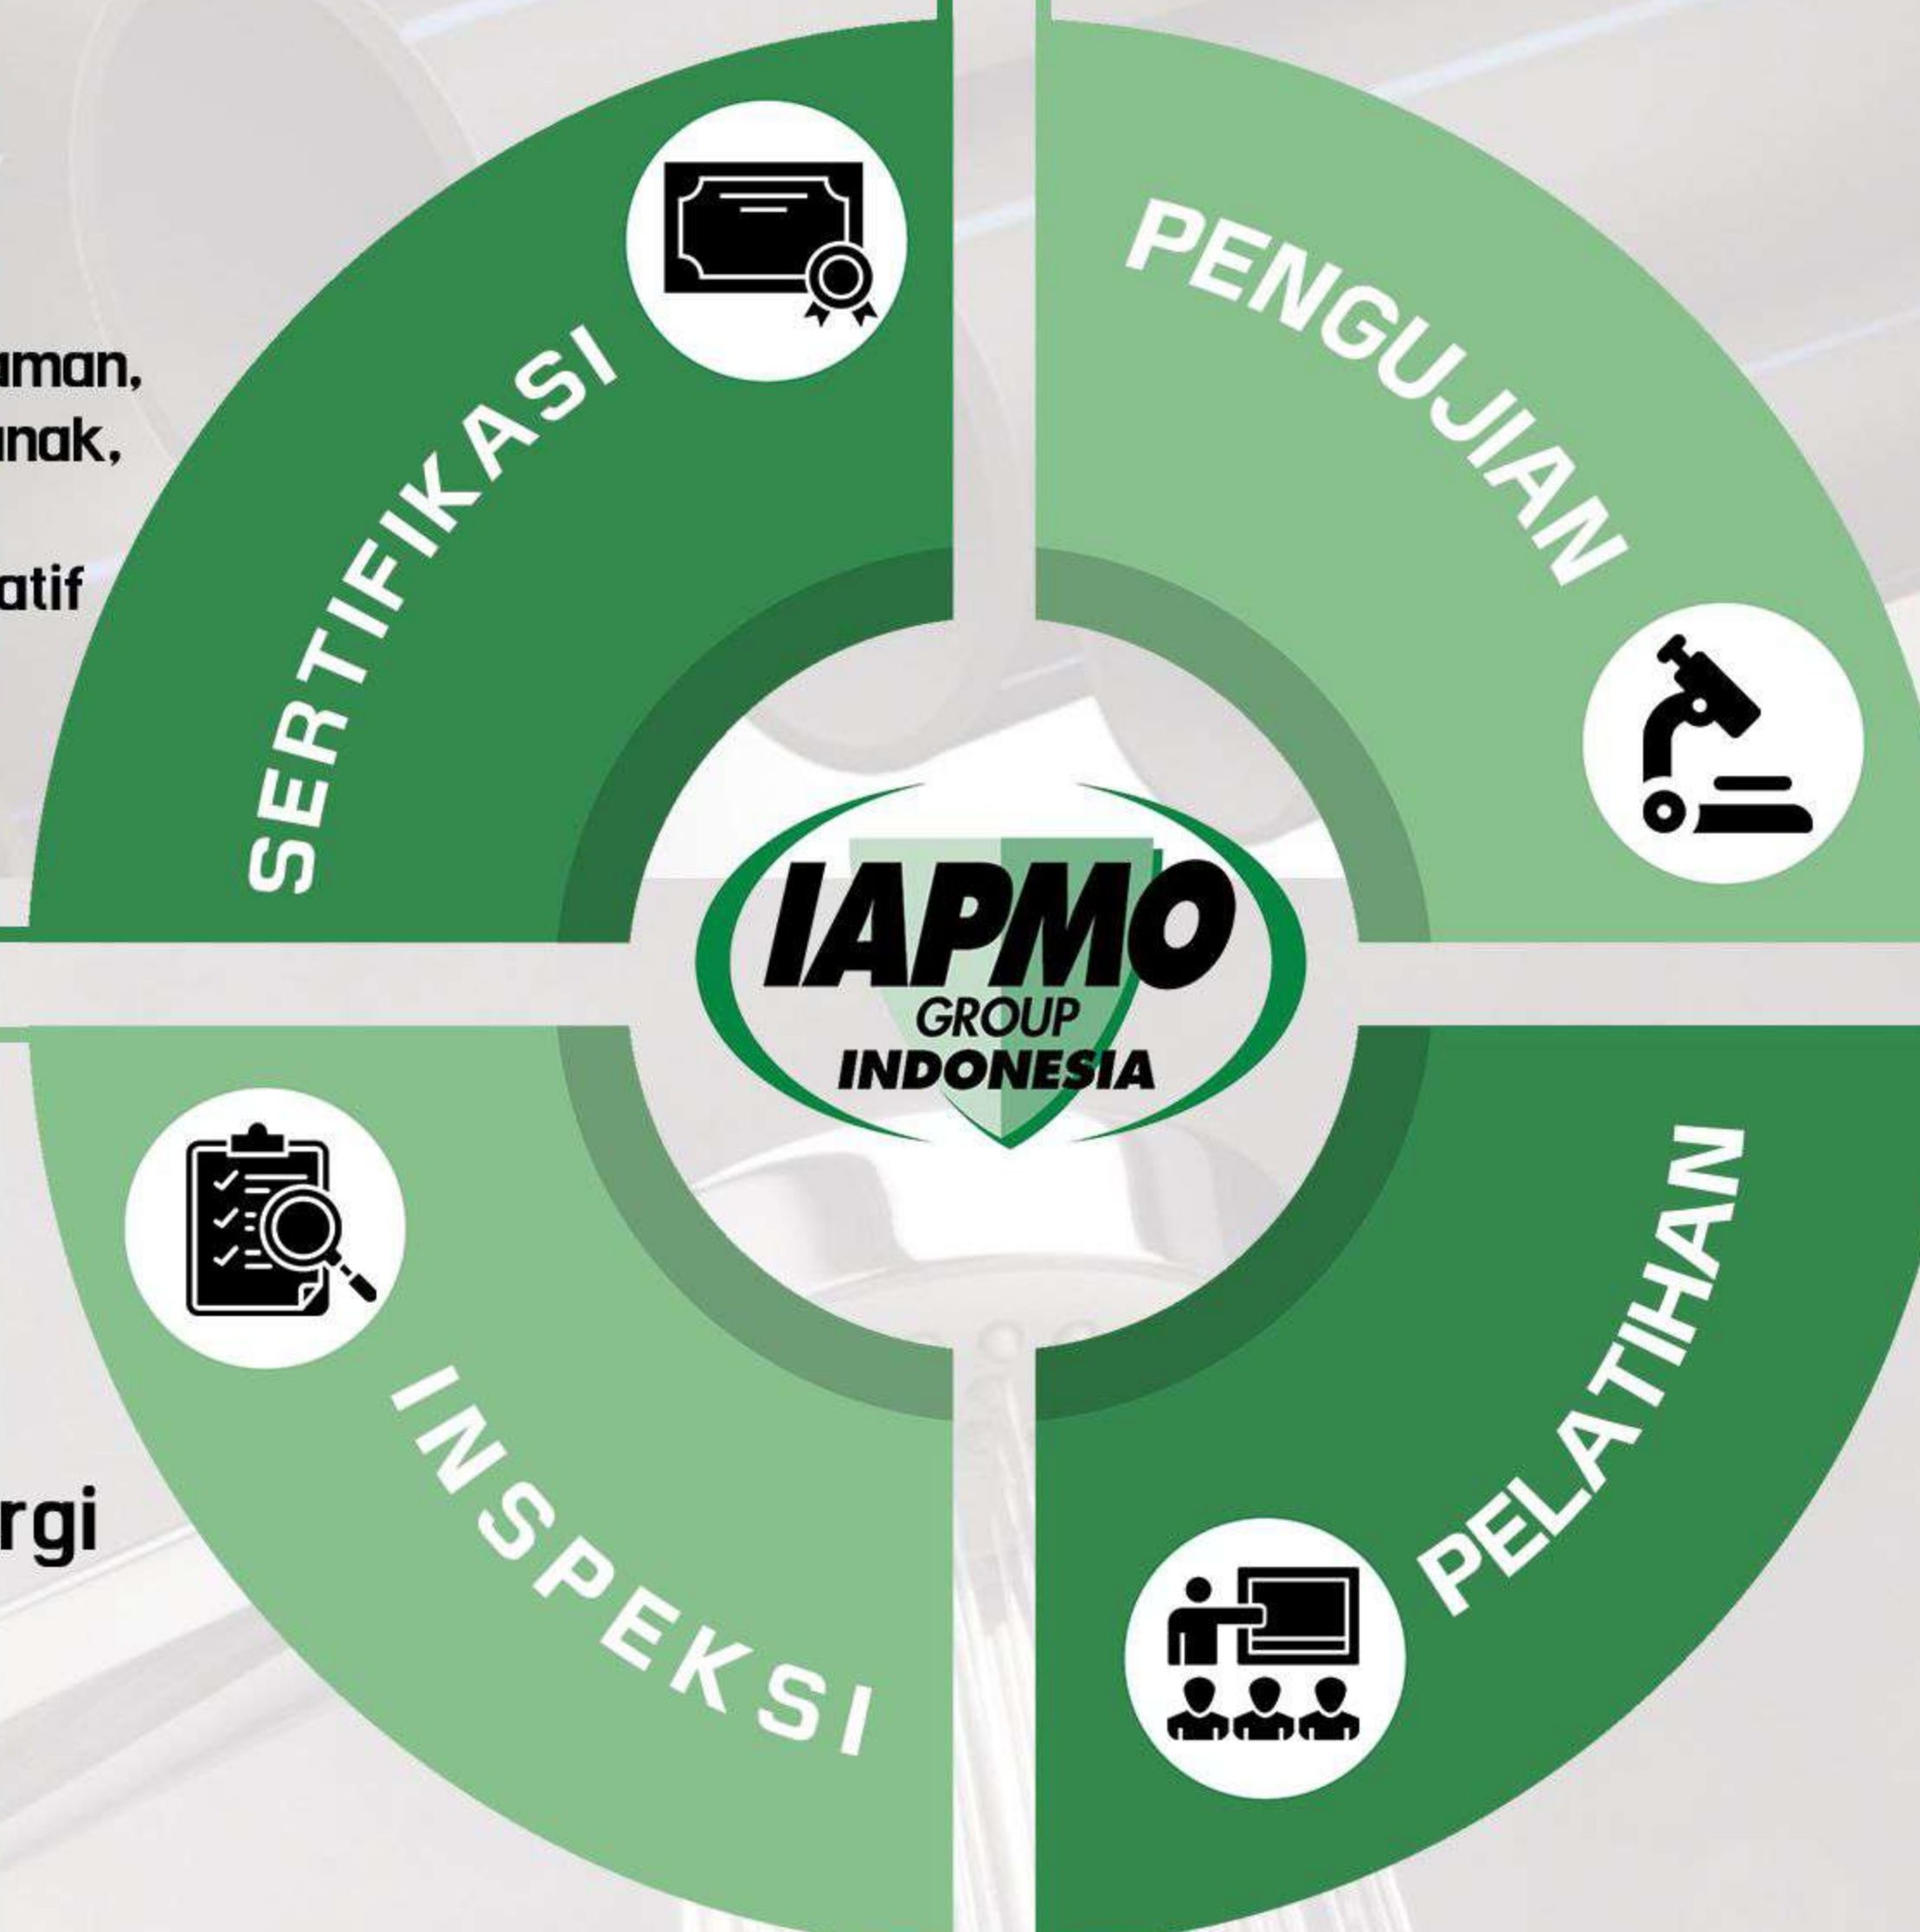 SERTIFIKASI
PENGUJIAN
IAPMO
GROUP
INDONESIA
INSPEKSI
PELATIHAN